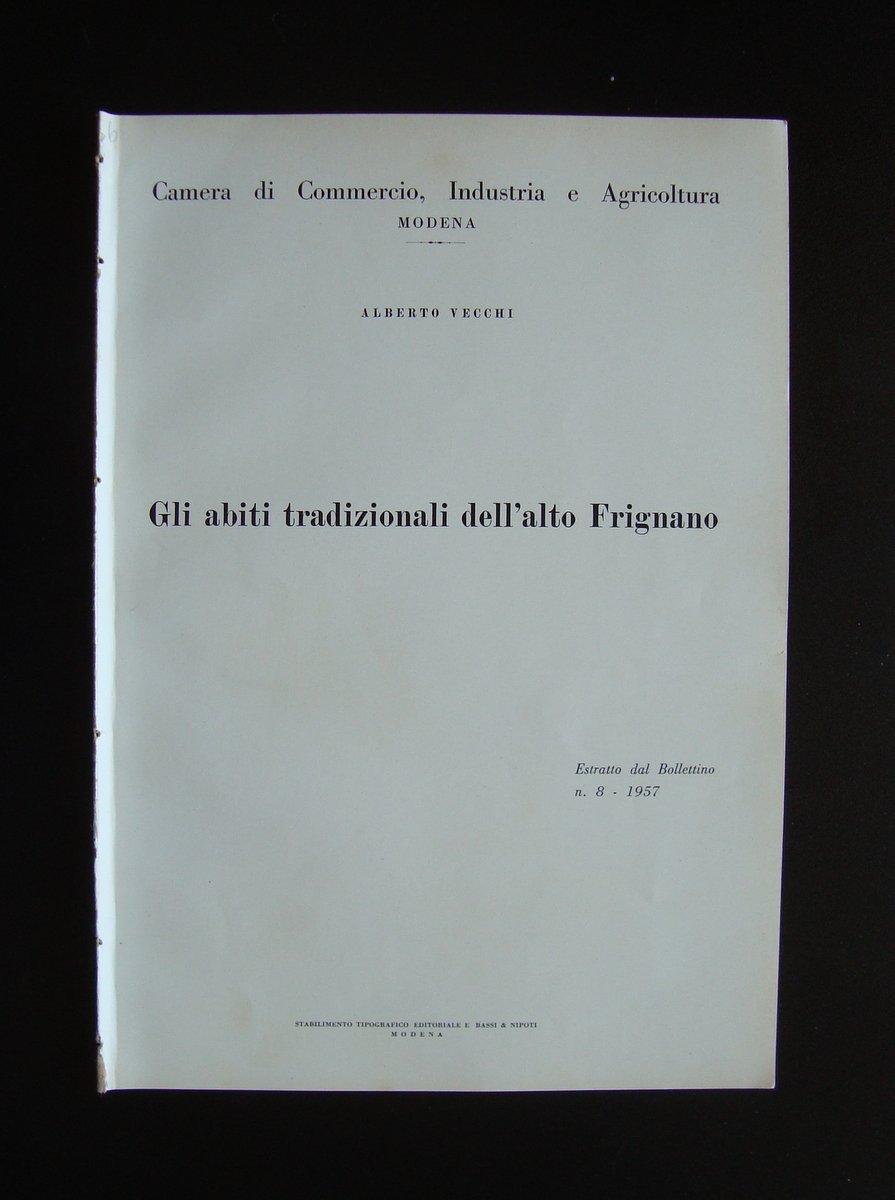 Camera di Commercio, Industria e Agricoltura
MODENA
ALBERTO VECCHI
Gli abiti tradizionali dell'alto Frignano
Estratto dal Bollettino
n. 8 - 1957
STABILIMENTO TIPOGRAFICO EDITORIALE E BASSI & NIPOTI
MODENA